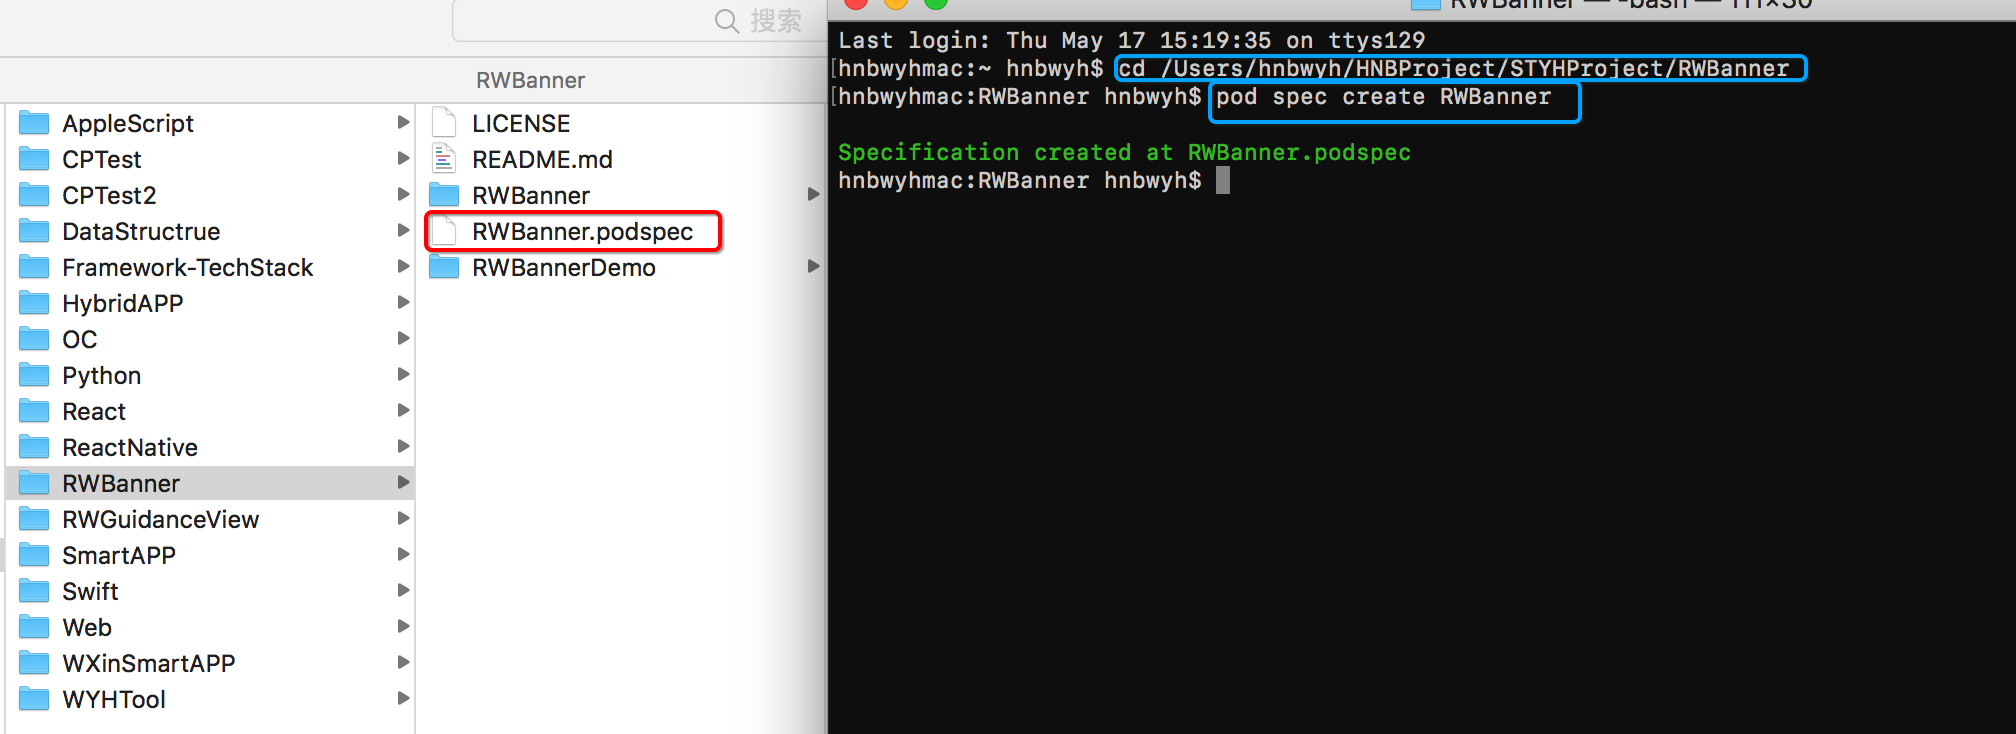 搜索
RWBanner
AppleScript
CPTest
CPTest2
DataStructrue
Framework-TechStack
HybridAPP
OC
Python
React
ReactNative
RWBanner
RWGuidanceView
SmartAPP
Swift
Web
WXinSmartAPP
WYHTool
LICENSE
README.md
RWBanner
RWBanner.podspec
RWBannerDemo
RWBanner — -bash — 111×30
Last login: Thu May 17 15:19:35 on ttys129
[hnbwyhmac:~ hnbwyh$ cd /Users/hnbwyh/HNBProject/STYHProject/RWBanner
[hnbwyhmac:RWBanner hnbwyh$ pod spec create RWBanner
Specification created at RWBanner.podspec
hnbwyhmac:RWBanner hnbwyh$